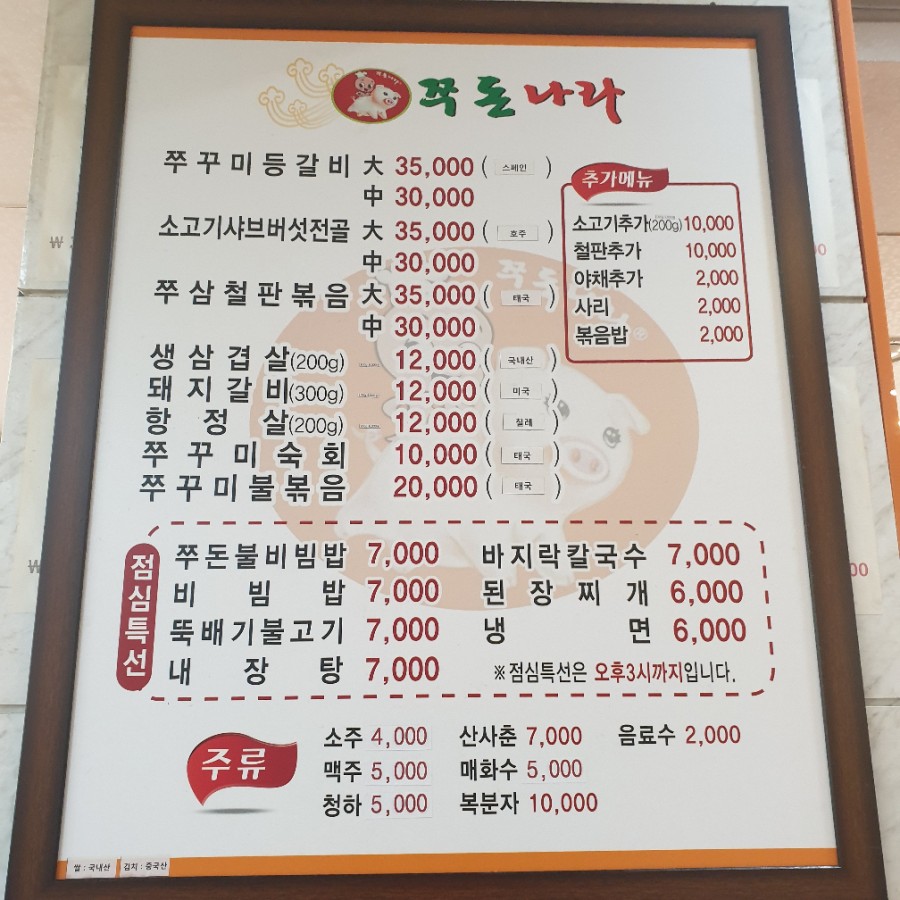 쭈돈나라
쭈꾸미등갈비 大 35,000 ( 스페인 )
中 30,000
소고기샤브버섯전골 大 35,000 ( 호주 )
中 30,000
쭈삼철판볶음 大 35,000 ( 태국 )
中 30,000
생삼겹살(200g) 12,000 ( 국내산 )
돼지갈비(300g) 12,000 ( 미국 )
항정살(200g) 12,000 ( 칠레 )
쭈꾸미숙회 10,000 ( 태국 )
쭈꾸미불볶음 20,000 ( 태국 )
추가메뉴
소고기추가(200g) 10,000
철판추가 10,000
야채추가 2,000
사리 2,000
볶음밥 2,000
점심특선
쭈돈불비빔밥 7,000 바지락칼국수 7,000
비빔밥 7,000 된장찌개 6,000
뚝배기불고기 7,000 냉면 6,000
내장탕 7,000 ※점심특선은 오후3시까지입니다.
주류
소주 4,000 산사춘 7,000 음료수 2,000
맥주 5,000 매화수 5,000
청하 5,000 복분자 10,000
쌀 : 국내산 김치 : 중국산